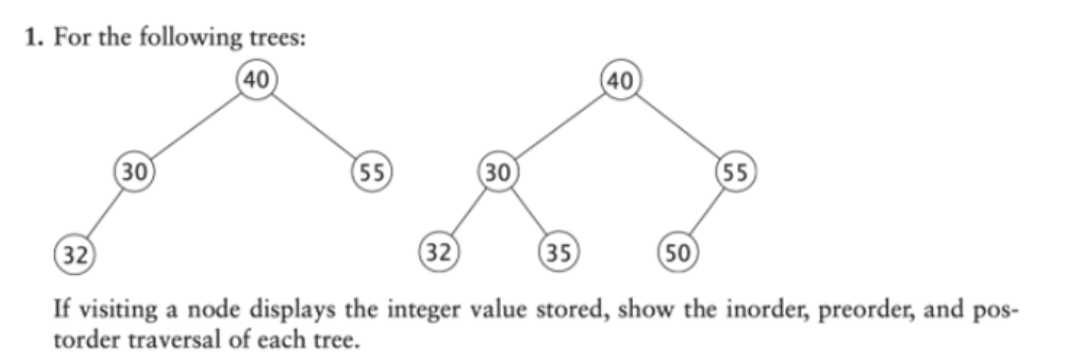 1. For the following trees:
40 40
30 55 30 55
32 32 35 50
If visiting a node displays the integer value stored, show the inorder, preorder, and pos-
torder traversal of each tree.